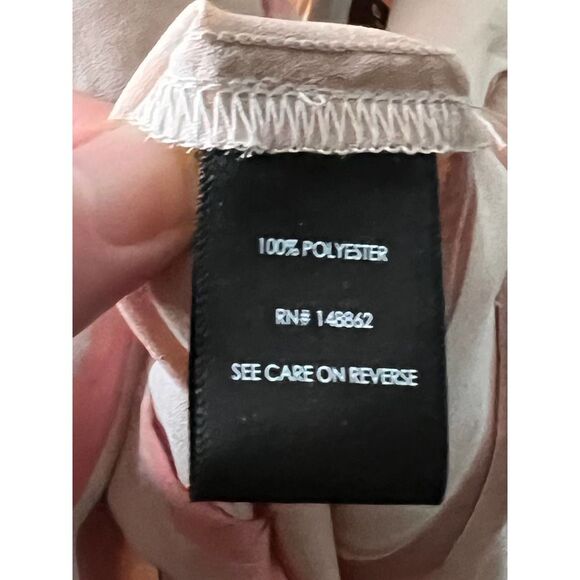 100% POLYESTER
RN# 148862
SEE CARE ON REVERSE